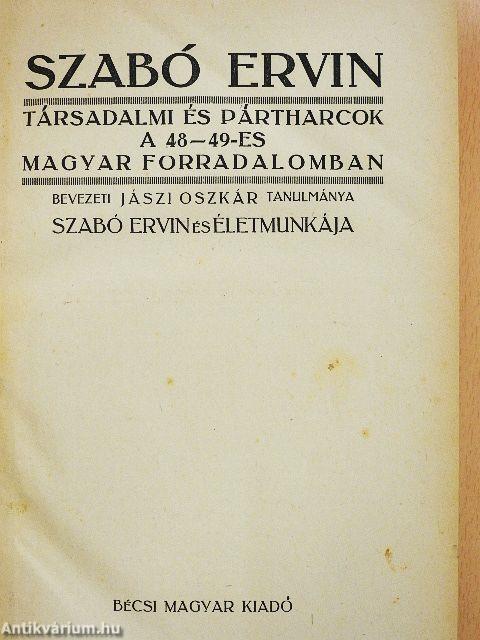 SZABÓ ERVIN
TÁRSADALMI ÉS PÁRTHARCOK
A 48—49-ES
MAGYAR FORRADALOMBAN
BEVEZETI JÁSZI OSZKÁR TANULMÁNYA
SZABÓ ERVIN ÉS ÉLETMUNKÁJA
BÉCSI MAGYAR KIADÓ
Antikvárium.hu